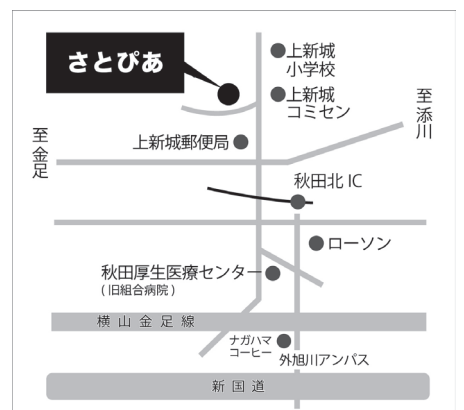 さとぴあ
上新城
小学校
上新城
コミセン
至添川
至金足
上新城郵便局
秋田北IC
ローソン
秋田厚生医療センター
(旧組合病院)
横山金足線
ナガハマ
コーヒー
外旭川アンパス
新国道